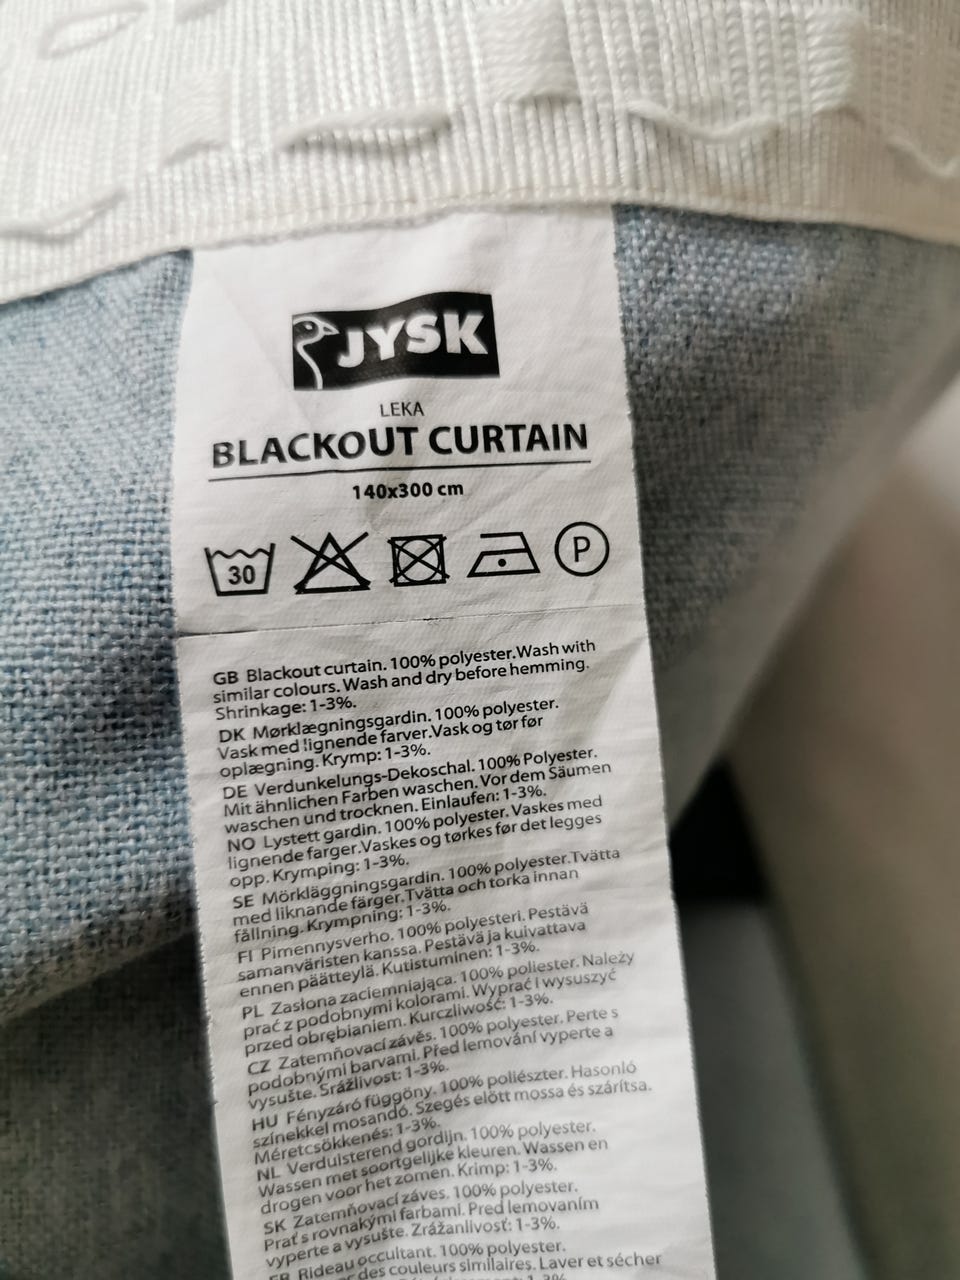 JYSK
LEKA
BLACKOUT CURTAIN
140x300 cm
30
P
GB Blackout curtain. 100% polyester.Wash with
similar colours. Wash and dry before hemming.
Shrinkage: 1-3%.
DK Mørklægningsgardin. 100% polyester.
Vask med lignende farver.Vask og tør før
oplægning. Krymp: 1-3%.
DE Verdunkelungs-Dekoschal. 100% Polyester.
Mit ähnlichen Farben waschen. Vor dem Säumen
waschen und trocknen. Einlaufen: 1-3%.
NO Lystett gardin. 100% polyester. Vaskes med
lignende farger.Vaskes og tørkes før det legges
opp. Krymping: 1-3%.
SE Mörkläggningsgardin. 100% polyester.Tvätta
med liknande färger.Tvätta och torka innan
fållning. Krympning: 1-3%.
FI Pimennysverho. 100% polyesteri. Pestävä
samanväristen kanssa. Pestävä ja kuivattava
ennen päätteylä. Kutistuminen: 1-3%.
PL Zasłona zaciemniająca. 100% poliester. Należy
prać z podobnymi kolorami. Wyprać i wysuszyć
przed obrębianiem. Kurczliwość: 1-3%.
CZ Zatemňovací závěs. 100% polyester. Perte s
podobnými barvami. Před lemování vyperte a
vysušte. Srážlivost: 1-3%.
HU Fényzáró függöny. 100% poliészter. Hasonló
színekkel mosandó. Szegés előtt mossa és szárítsa.
Méretcsökkenés: 1-3%.
NL Verduisterend gordijn. 100% polyester.
Wassen met soortgelijke kleuren. Wassen en
drogen voor het zomen. Krimp: 1-3%.
SK Zatemňovací záves. 100% polyester.
Prať s rovnakými farbami. Pred lemovaním
vyperte a vysušte. Zrážanlivosť: 1-3%.
FR Rideau occultant. 100% polyester.
des couleurs similaires. Laver et sécher
1-3%.